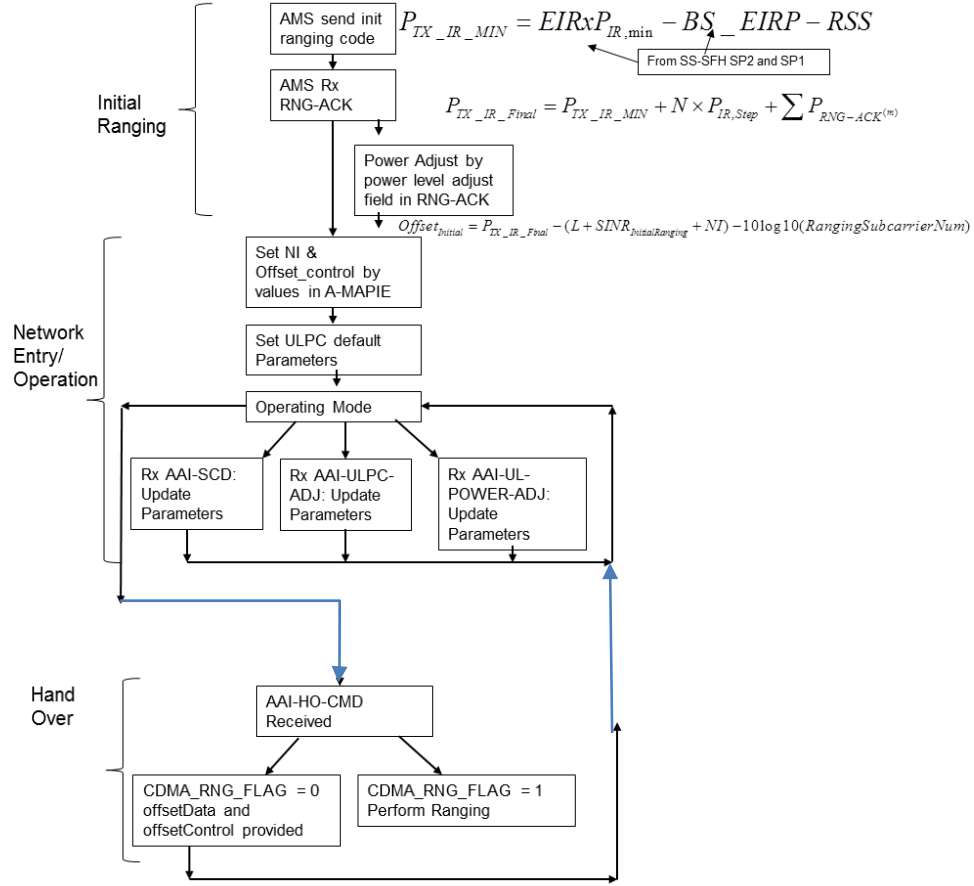 AMS send init
ranging code
P_TX_IR_MIN = EIRxP_IR,min − BS_EIRP − RSS
From SS-SFH SP2 and SP1
AMS Rx
RNG-ACK
Initial
Ranging
P_TX_IR_Final = P_TX_IR_MIN + N × P_IR,Step + ∑ P_RNG−ACK^(m)
Power Adjust by
power level adjust
field in RNG-ACK
Offset_Initial = P_TX_IR_Final − (L + SINR_InitialRanging + NI) − 10 log10(RangingSubcarrierNum)
Set NI &
Offset_control by
values in A-MAPIE
Network
Entry/
Operation
Set ULPC default
Parameters
Operating Mode
Rx AAI-SCD:
Update
Parameters
Rx AAI-ULPC-
ADJ: Update
Parameters
Rx AAI-UL-
POWER-ADJ:
Update
Parameters
Hand
Over
AAI-HO-CMD
Received
CDMA_RNG_FLAG = 0
offsetData and
offsetControl provided
CDMA_RNG_FLAG = 1
Perform Ranging